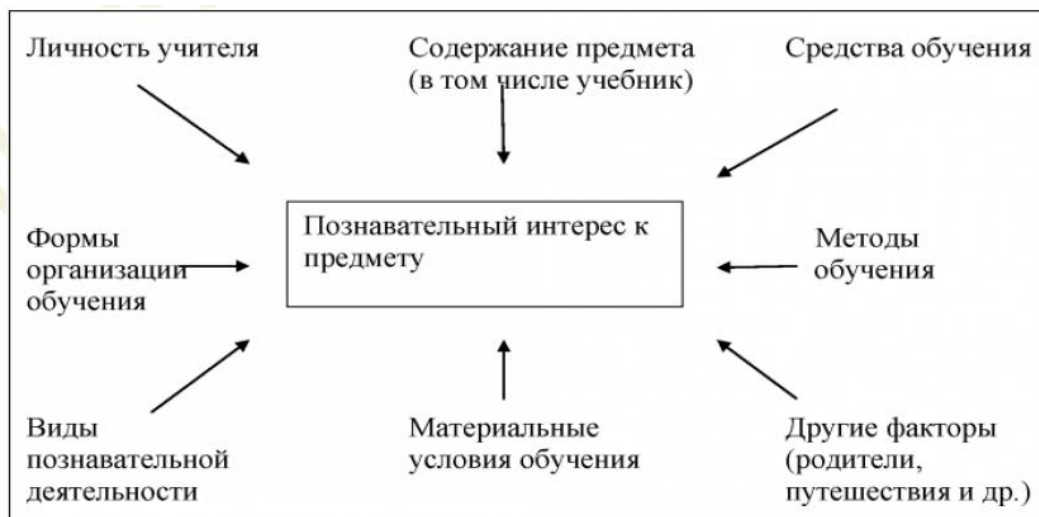 Личность учителя
Содержание предмета
(в том числе учебник)
Средства обучения
Формы
организации
обучения
Познавательный интерес к
предмету
Методы
обучения
Виды
познавательной
деятельности
Материальные
условия обучения
Другие факторы
(родители,
путешествия и др.)